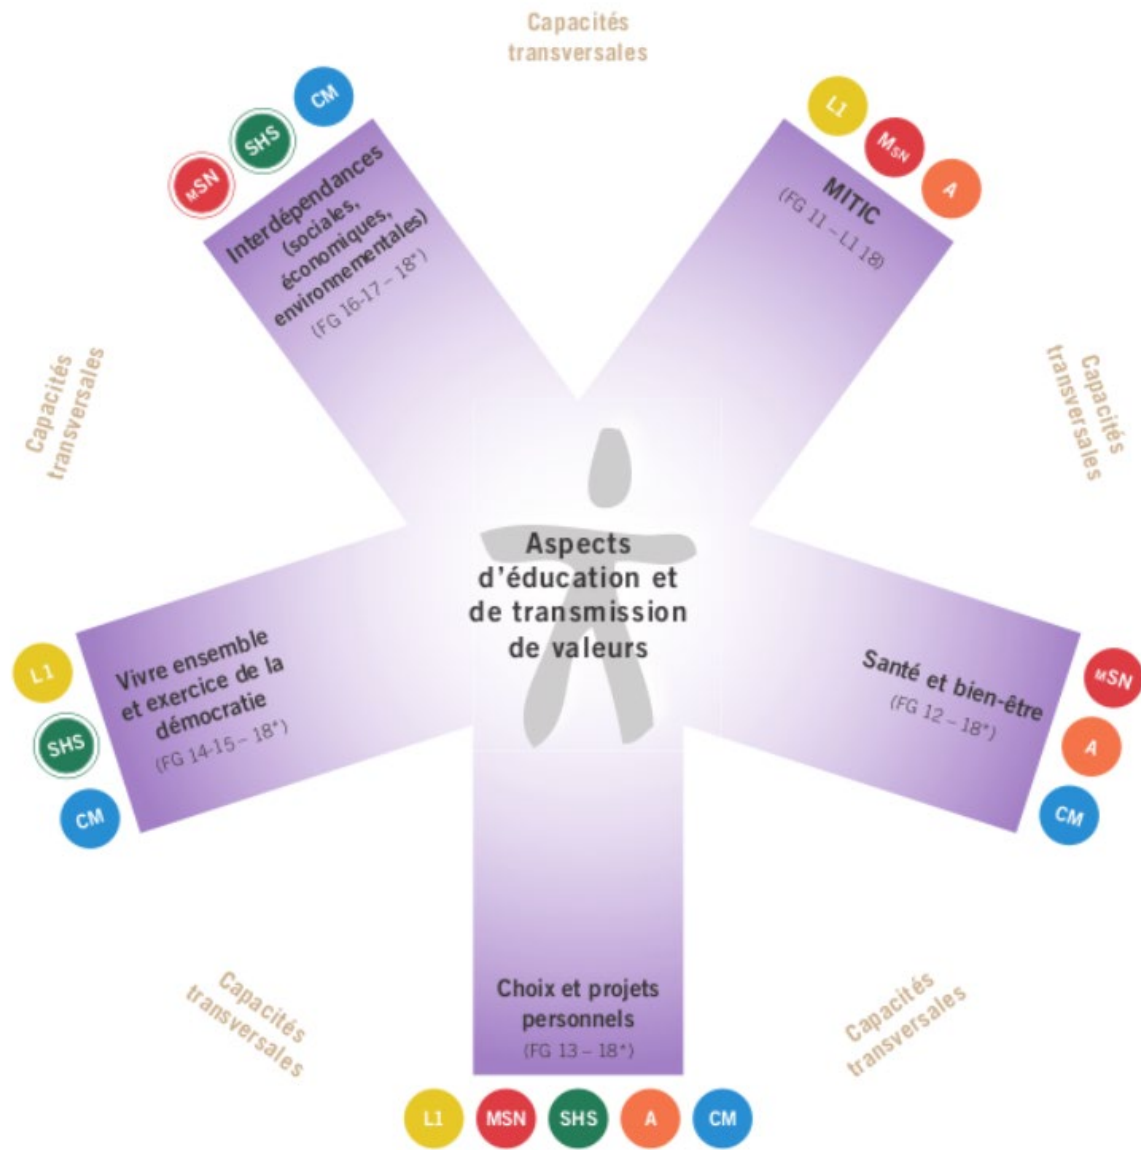 Capacités
transversales
CM
SHS
MSN
Interdépendances
(sociales,
économiques,
environnementales)
(FG 16-17 – 18*)
L1
MSN
A
MITIC
(FG 11 – L1 18)
Capacités
transversales
Capacités
transversales
Aspects
d'éducation et
de transmission
de valeurs
L1
SHS
CM
Vivre ensemble
et exercice de la
démocratie
(FG 14-15 – 18*)
Santé et bien-être
(FG 12 – 18*)
MSN
A
CM
Capacités
transversales
Choix et projets
personnels
(FG 13 – 18*)
Capacités
transversales
L1 MSN SHS A CM